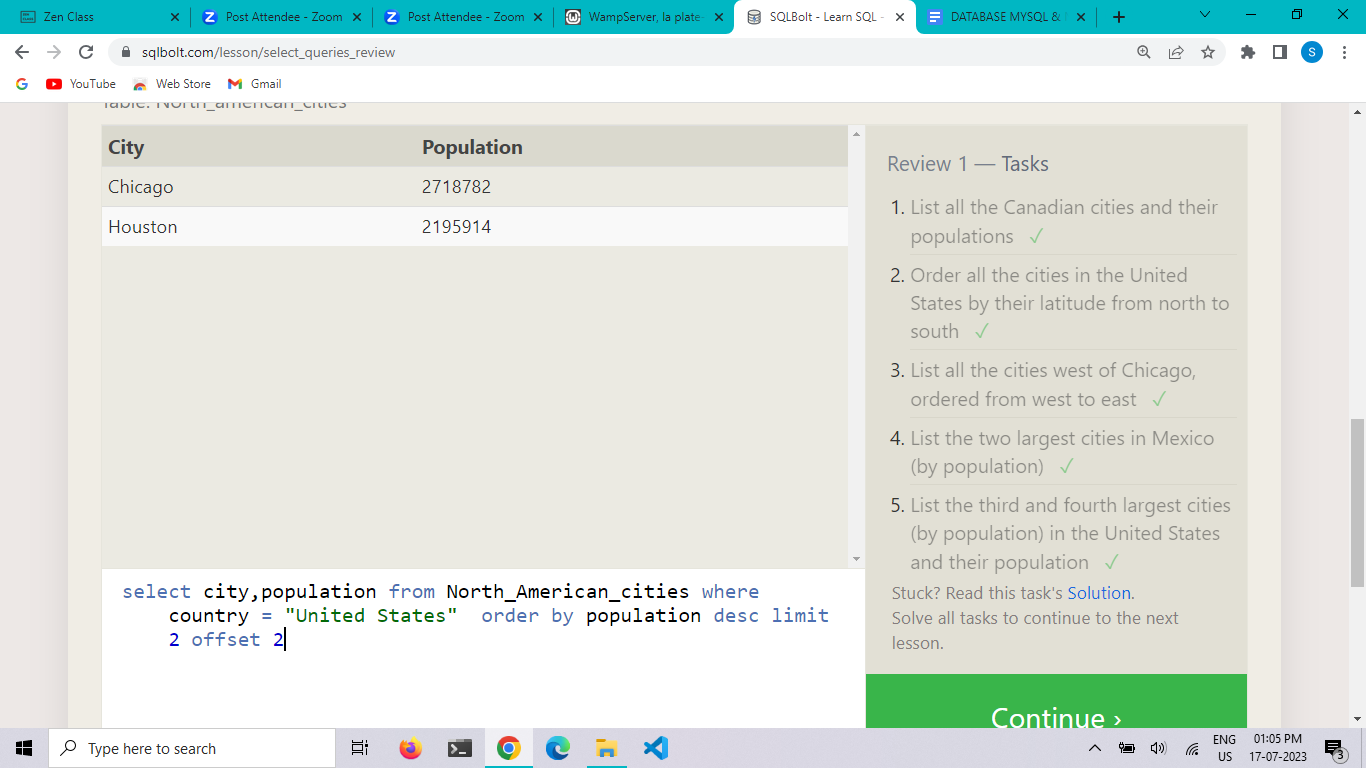 Zen Class
Post Attendee - Zoom
Post Attendee - Zoom
WampServer, la plate
SQLBolt - Learn SQL -
DATABASE MYSQL &
sqlbolt.com/lesson/select_queries_review
S
YouTube
Web Store
Gmail
Table: North_american_cities
City Population
Chicago 2718782
Houston 2195914
Review 1 — Tasks
1. List all the Canadian cities and their
populations ✓
2. Order all the cities in the United
States by their latitude from north to
south ✓
3. List all the cities west of Chicago,
ordered from west to east ✓
4. List the two largest cities in Mexico
(by population) ✓
5. List the third and fourth largest cities
(by population) in the United States
and their population ✓
Stuck? Read this task's Solution.
Solve all tasks to continue to the next
lesson.
Continue ›
select city,population from North_American_cities where
country = "United States"  order by population desc limit
2 offset 2
Type here to search
ENG
US
01:05 PM
17-07-2023
3